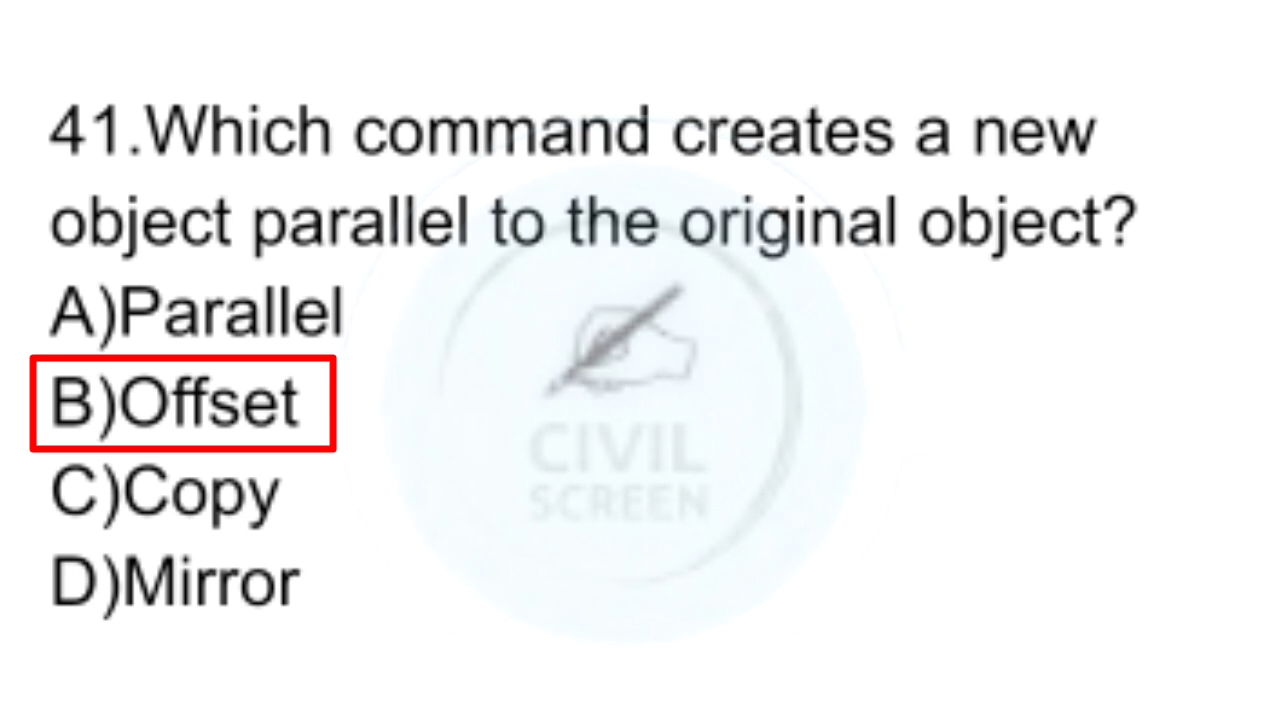 41.Which command creates a new
object parallel to the original object?
A)Parallel
B)Offset
C)Copy
D)Mirror
CIVIL
SCREEN